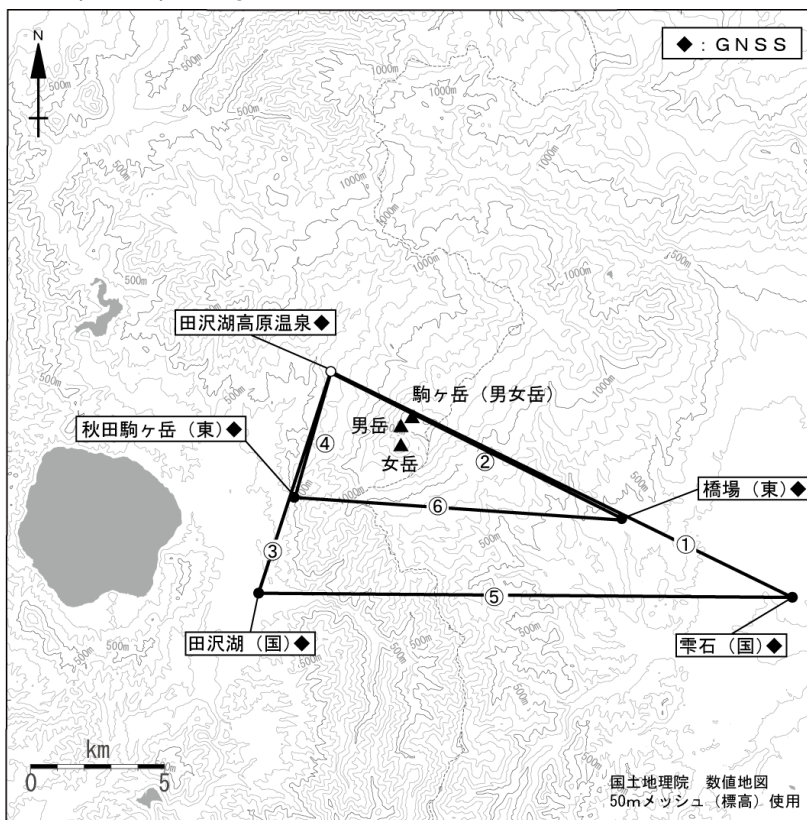 N
◆：ＧＮＳＳ
500m
1000m
1000m
500m
1000m
1000m
500m
1000m
1000m
500m
田沢湖高原温泉◆
駒ヶ岳（男女岳）
男岳
女岳
④
②
秋田駒ヶ岳（東）◆
1000m
橋場（東）◆
⑥
③
①
⑤
田沢湖（国）◆
雫石（国）◆
500m
500m
500m
500m
km
0 5
国土地理院　数値地図
50mメッシュ（標高）使用